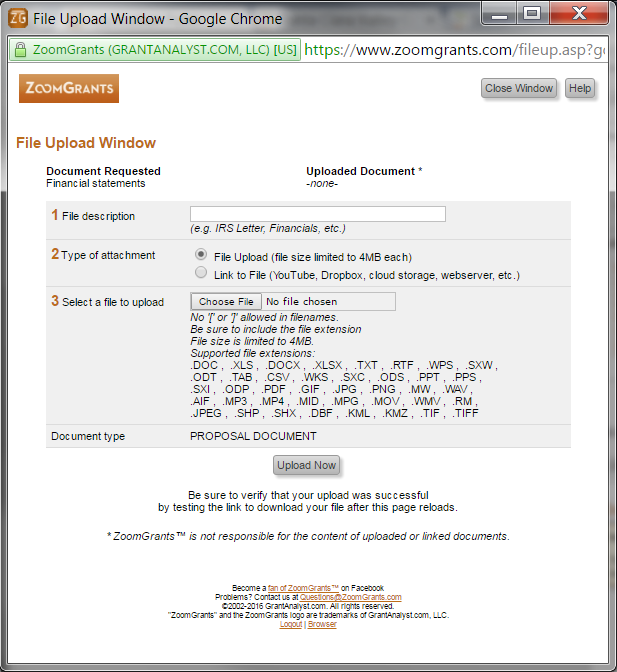 ZG File Upload Window - Google Chrome
ZoomGrants (GRANTANALYST.COM, LLC) [US] https://www.zoomgrants.com/fileup.asp?g
ZOOMGRANTS Close Window Help
File Upload Window
Document Requested Uploaded Document *
Financial statements -none-
1 File description
(e.g. IRS Letter, Financials, etc.)
2 Type of attachment File Upload (file size limited to 4MB each)
Link to File (YouTube, Dropbox, cloud storage, webserver, etc.)
3 Select a file to upload Choose File No file chosen
No '[' or ']' allowed in filenames.
Be sure to include the file extension
File size is limited to 4MB.
Supported file extensions:
.DOC , .XLS , .DOCX , .XLSX , .TXT , .RTF , .WPS , .SXW ,
.ODT , .TAB , .CSV , .WKS , .SXC , .ODS , .PPT , .PPS ,
.SXI , .ODP , .PDF , .GIF , .JPG , .PNG , .MW , .WAV ,
.AIF , .MP3 , .MP4 , .MID , .MPG , .MOV , .WMV , .RM ,
.JPEG , .SHP , .SHX , .DBF , .KML , .KMZ , .TIF , .TIFF
Document type PROPOSAL DOCUMENT
Upload Now
Be sure to verify that your upload was successful
by testing the link to download your file after this page reloads.
* ZoomGrants™ is not responsible for the content of uploaded or linked documents.
Become a fan of ZoomGrants™ on Facebook
Problems? Contact us at Questions@ZoomGrants.com
©2002-2016 GrantAnalyst.com. All rights reserved.
"ZoomGrants" and the ZoomGrants logo are trademarks of GrantAnalyst.com, LLC.
Logout | Browser